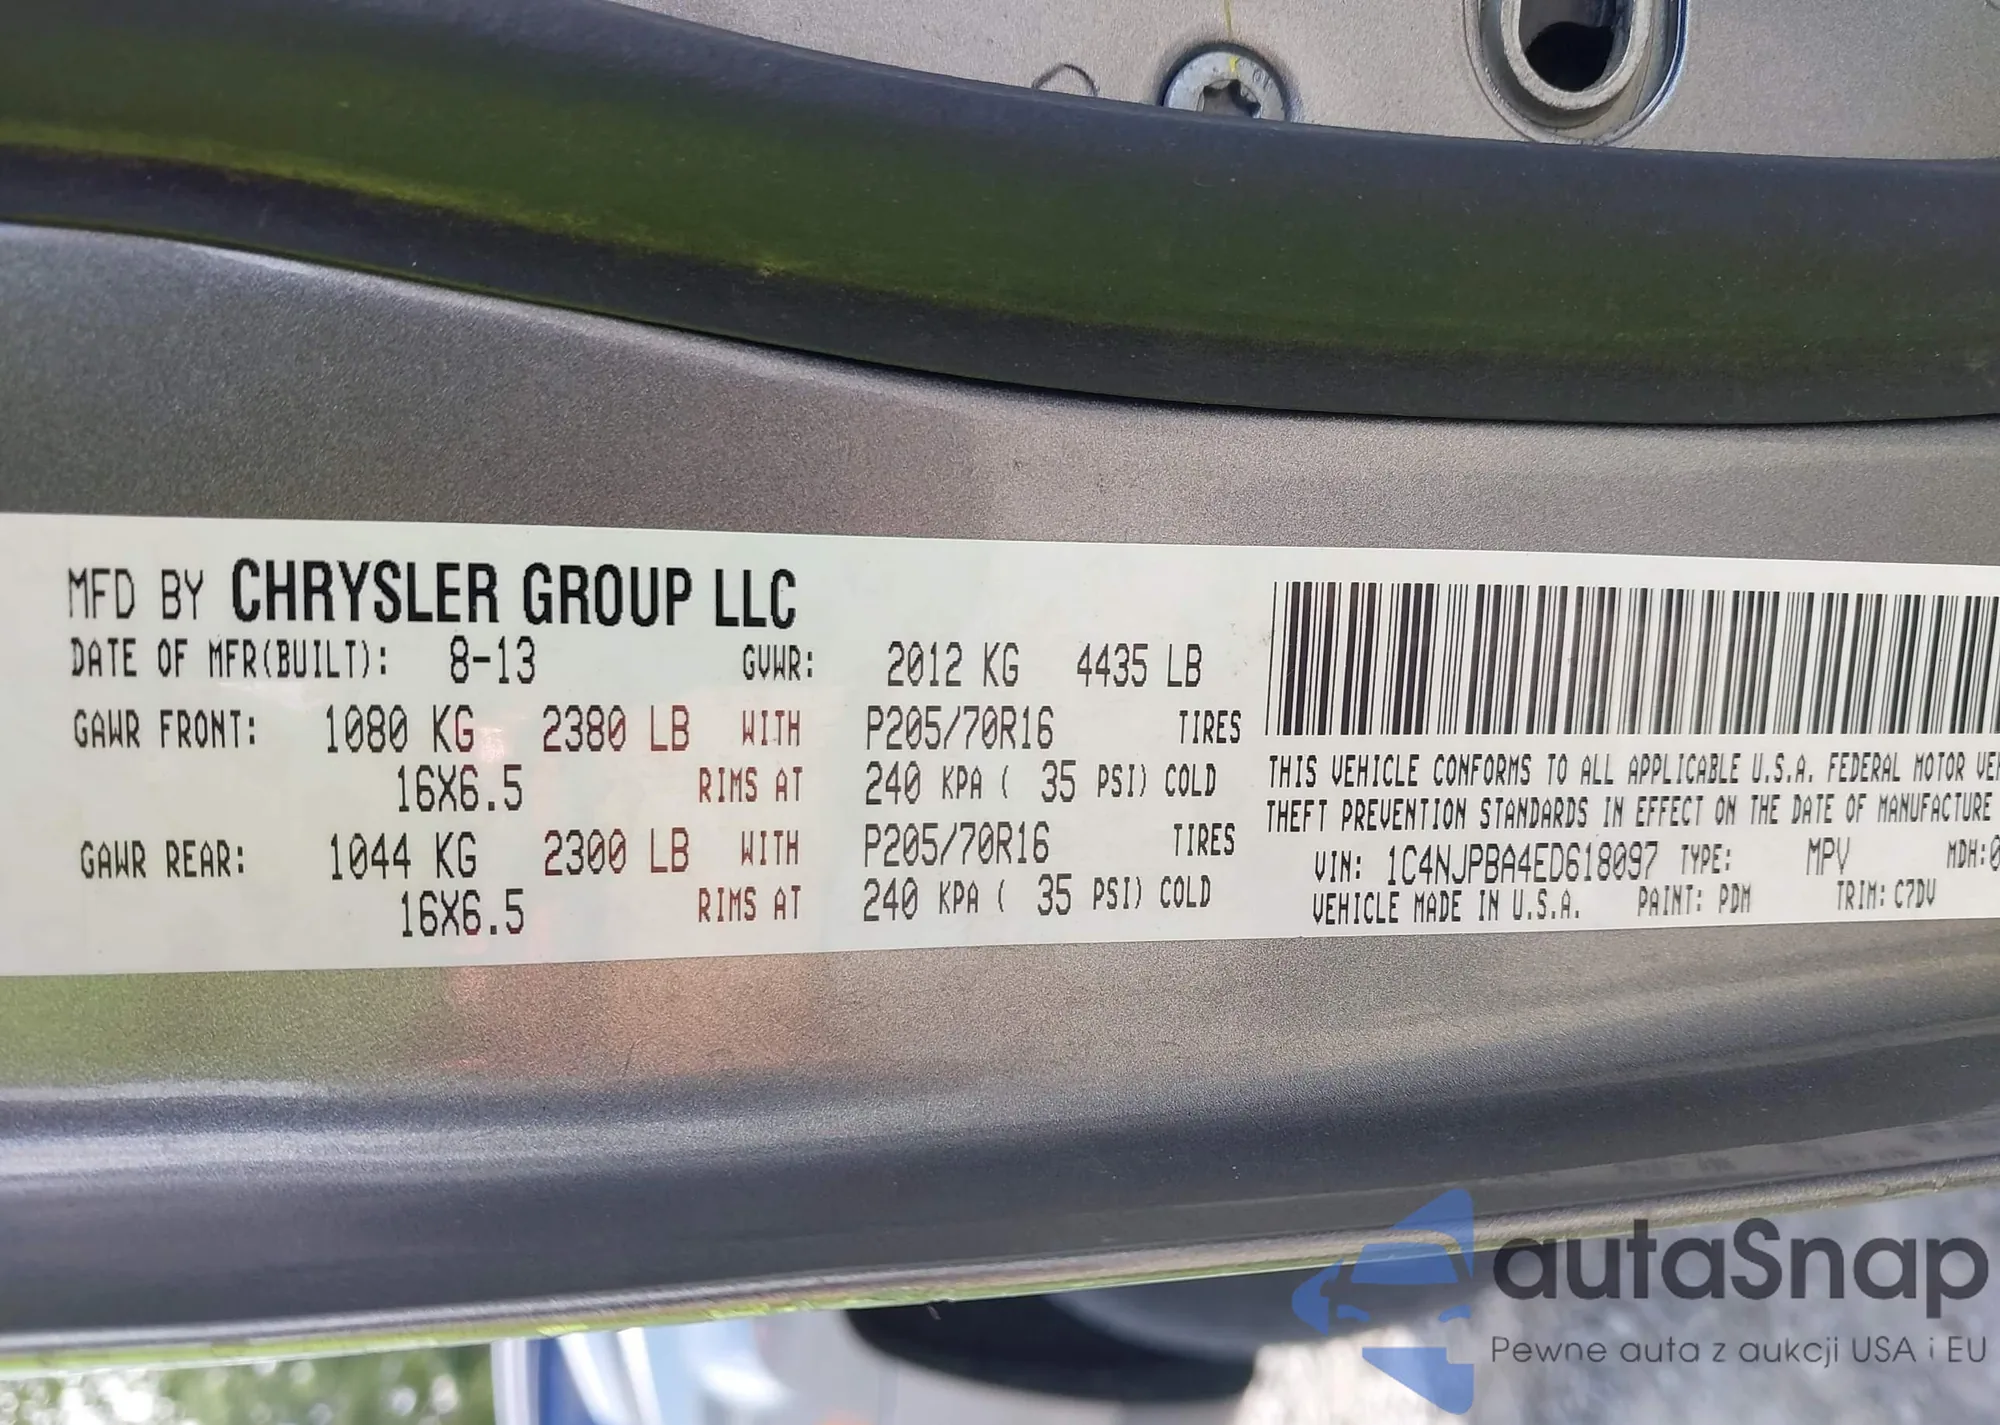 MFD BY CHRYSLER GROUP LLC
DATE OF MFR(BUILT): 8-13 GVWR: 2012 KG 4435 LB
GAWR FRONT: 1080 KG 2380 LB WITH P205/70R16 TIRES
16X6.5 RIMS AT 240 KPA ( 35 PSI) COLD
GAWR REAR: 1044 KG 2300 LB WITH P205/70R16 TIRES
16X6.5 RIMS AT 240 KPA ( 35 PSI) COLD
THIS VEHICLE CONFORMS TO ALL APPLICABLE U.S.A. FEDERAL MOTOR VEH
THEFT PREVENTION STANDARDS IN EFFECT ON THE DATE OF MANUFACTURE
VIN: 1C4NJPBA4ED618097 TYPE: MPV MDH:0
VEHICLE MADE IN U.S.A. PAINT: PDM TRIM: C7DV
autaSnap
Pewne auta z aukcji USA i EU